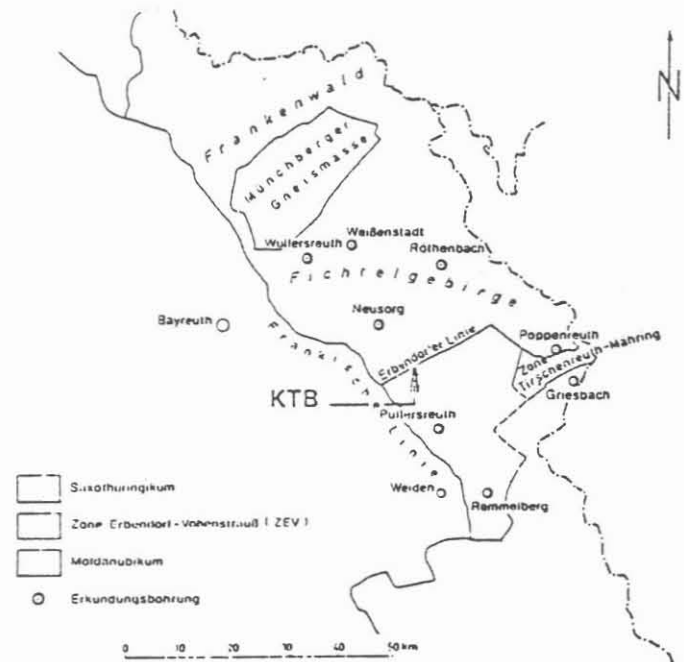 N
Frankenwald
Münchberger
Gneismasse
Weißenstadt
Wülfersreuth
Röthenbach
Fichtelgebirge
Neusorg
Bayreuth
Poppenreuth
Erbendorfer Linie
Zone
Tirschenreuth-Mähring
Griesbach
Fränkische Linie
KTB
Püllersreuth
Weiden
Remmelberg
Saxothuringikum
Zone Erbendorf-Vohenstrauß (ZEV)
Moldanubikum
Erkundungsbohrung
0 10 20 30 40 50 km